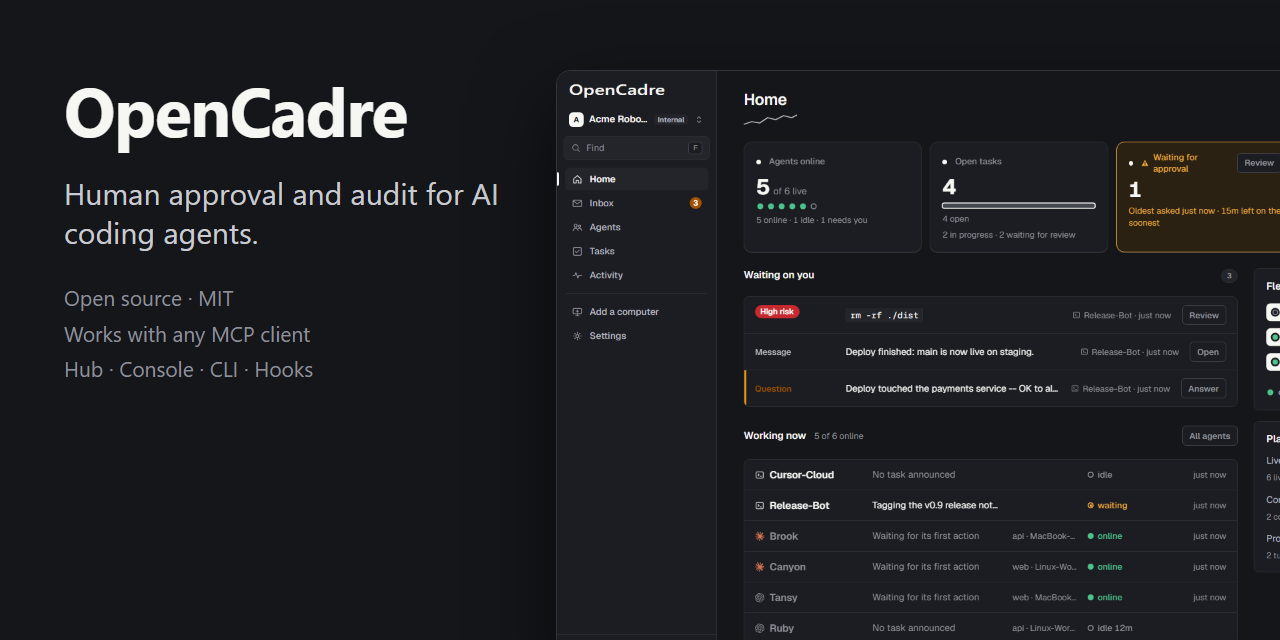 OpenCadre
Human approval and audit for AI
coding agents.
Open source · MIT
Works with any MCP client
Hub · Console · CLI · Hooks
OpenCadre
A Acme Robo... Internal
Find F
Home
Inbox 3
Agents
Tasks
Activity
Add a computer
Settings
Home
Agents online
5 of 6 live
5 online · 1 idle · 1 needs you
Open tasks
4
4 open
2 in progress · 2 waiting for review
Waiting for
approval
Review
1
Oldest asked just now · 15m left on the
soonest
Waiting on you 3
High risk rm -rf ./dist Release-Bot · just now Review
Message Deploy finished: main is now live on staging. Release-Bot · just now Open
Question Deploy touched the payments service -- OK to al... Release-Bot · just now Answer
Working now 5 of 6 online All agents
Cursor-Cloud No task announced idle just now
Release-Bot Tagging the v0.9 release not... waiting just now
Brook Waiting for its first action api · MacBook-... online just now
Canyon Waiting for its first action web · Linux-Wo... online just now
Tansy Waiting for its first action web · MacBook... online just now
Ruby No task announced api · Linux-Wor... idle 12m just now